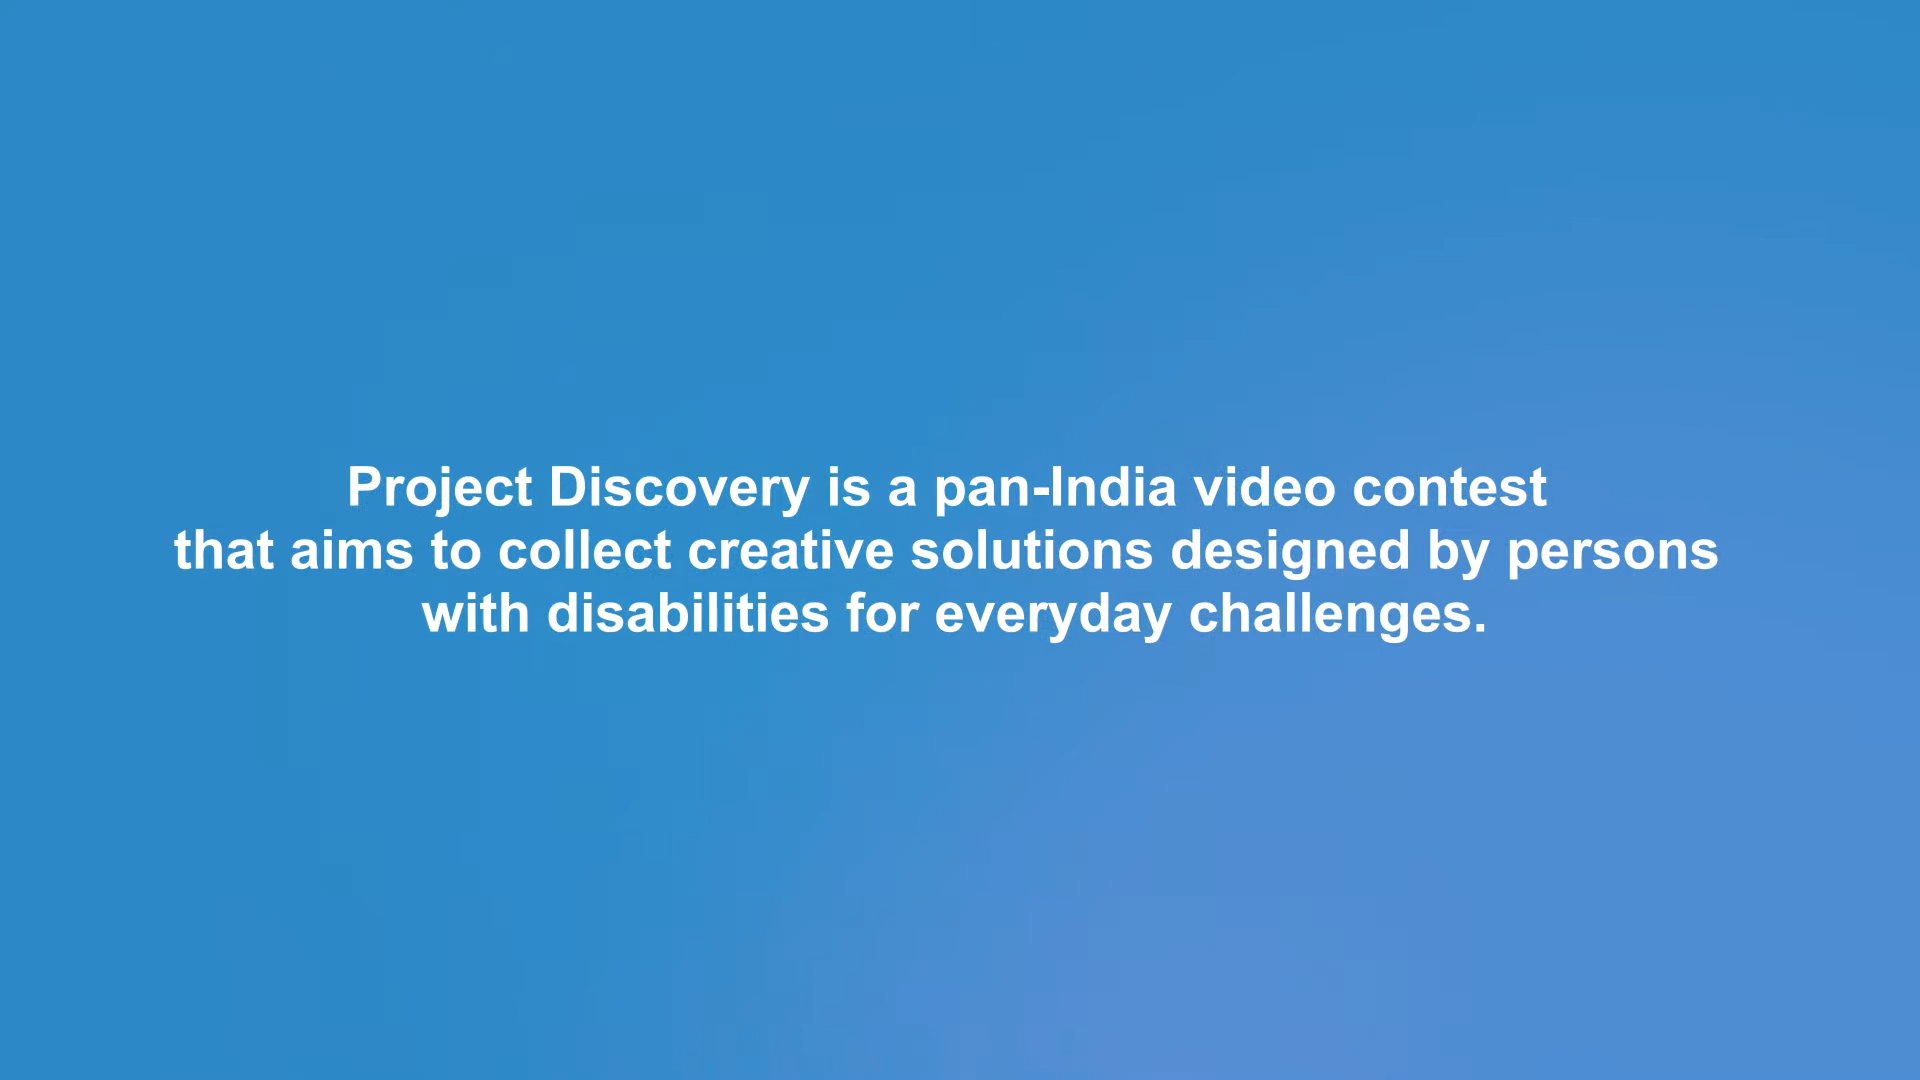 Project Discovery is a pan-India video contest
that aims to collect creative solutions designed by persons
with disabilities for everyday challenges.